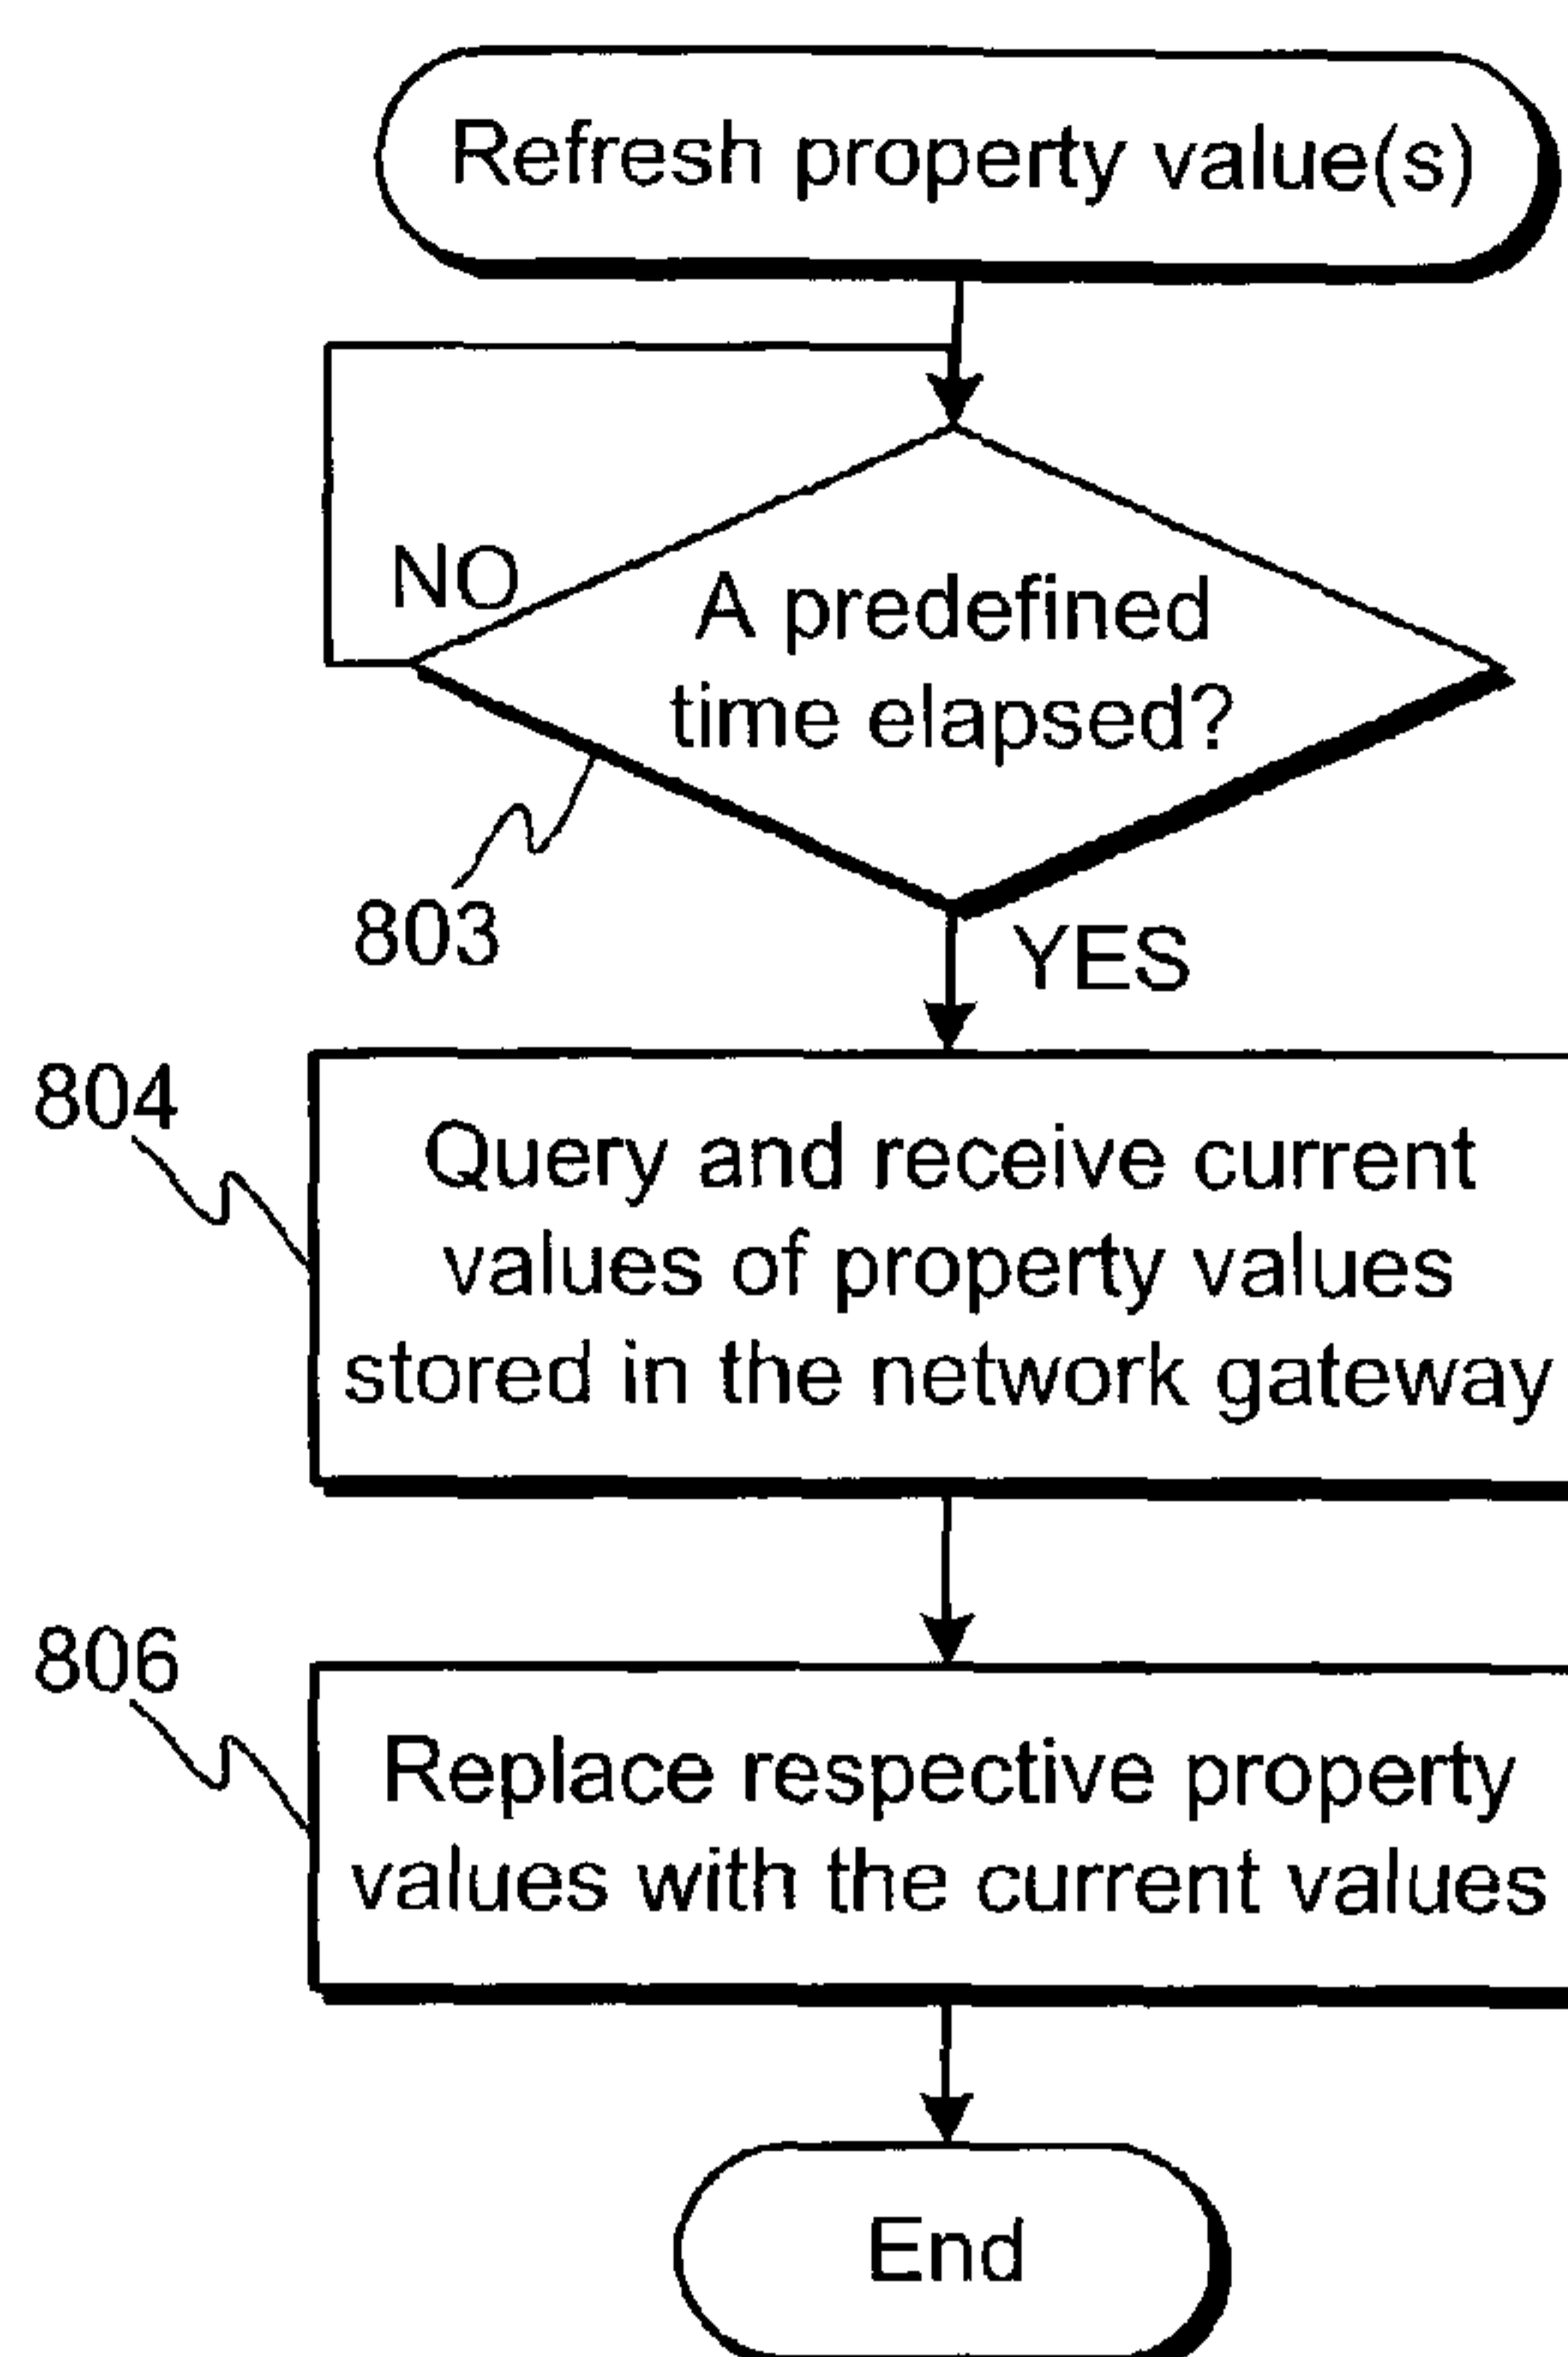 Refresh property value(s)
NO
A predefined
time elapsed?
803
YES
804
Query and receive current
values of property values
stored in the network gateway
806
Replace respective property
values with the current values
End